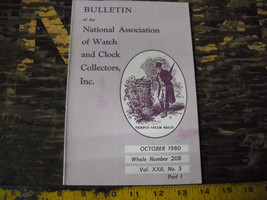 BULLETIN
of the
National Association
of Watch
and Clock
Collectors,
Inc.
TEMPUS VITAM REGIT
OCTOBER 1980
Whole Number 208
Vol. XXII, No. 5
Part 1